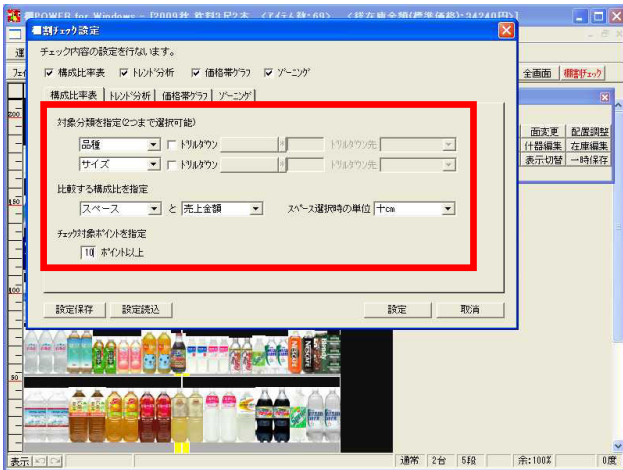 棚POWER for Windows - [2009秋 飲料3尺2本 (アイテム数:69) 《総在庫金額(標準価格):34240円》]
棚割チェック設定
チェック内容の設定を行ないます。
構成比率表 トレンド分析 価格帯グラフ ゾーニング
全画面 棚割チェック
構成比率表 トレンド分析 価格帯グラフ ゾーニング
対象分類を指定(2つまで選択可能)
品種 ドリルダウン * ドリルダウン先
サイズ ドリルダウン * ドリルダウン先
面変更 配置調整
什器編集 在庫編集
表示切替 一時保存
比較する構成比を指定
スペース と 売上金額 スペース選択時の単位 十cm
チェック対象ポイントを指定
10 ポイント以上
設定保存 設定読込 設定 取消
200
150
100
50
表示 通常 2台 5段 余:100% 0度